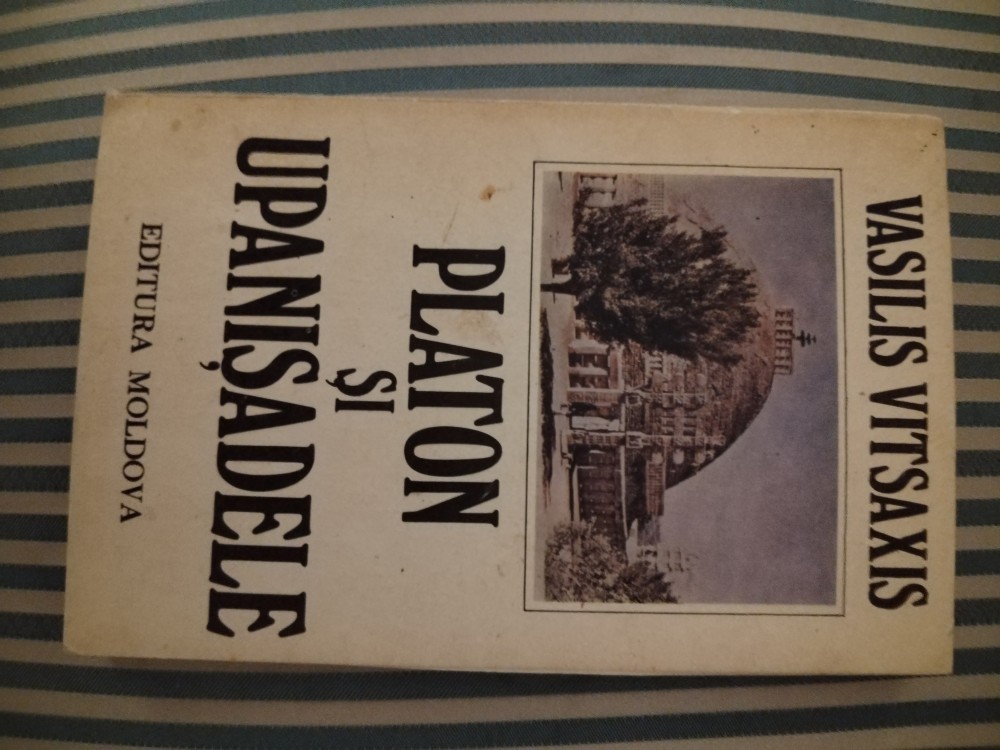 VASILIS VITSAXIS
PLATON
ȘI
UPANIȘADELE
EDITURA MOLDOVA